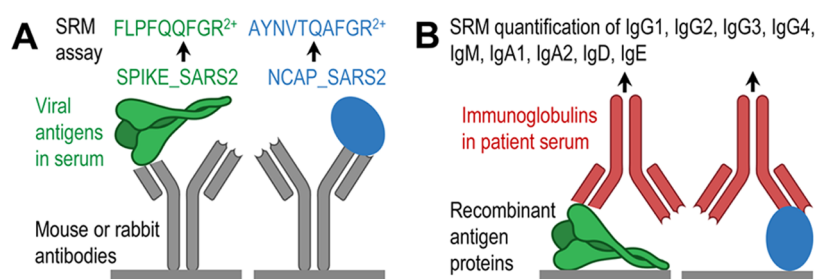 A
SRM
assay
FLPFQQFGR2+ AYNVTQAFGR2+
SPIKE_SARS2 NCAP_SARS2
Viral
antigens
in serum
Mouse or rabbit
antibodies
B
SRM quantification of IgG1, IgG2, IgG3, IgG4,
IgM, IgA1, IgA2, IgD, IgE
Immunoglobulins
in patient serum
Recombinant
antigen
proteins